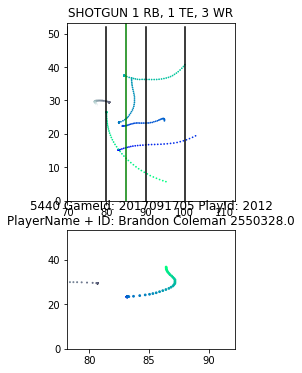 SHOTGUN 1 RB, 1 TE, 3 WR
50
40
30
20
10
0
70 80 90 100 110
5440 GameId: 2017091705 PlayId: 2012
PlayerName + ID: Brandon Coleman 2550328.0
40
20
0
80 85 90